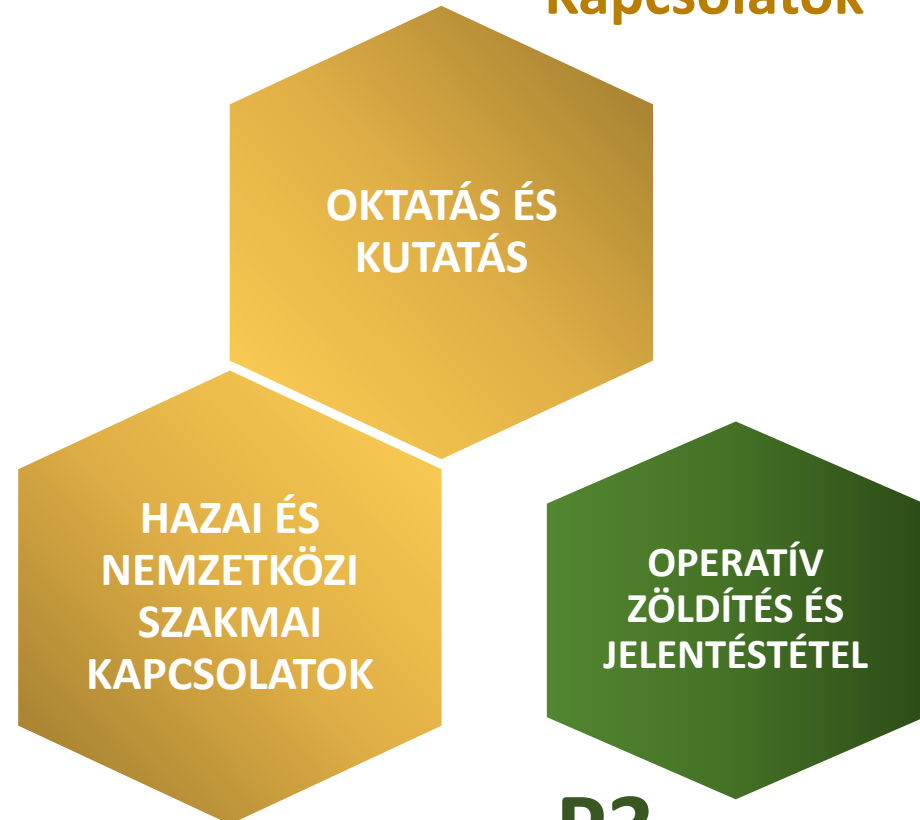 Kapcsolatok
OKTATÁS ÉS
KUTATÁS
HAZAI ÉS
NEMZETKÖZI
SZAKMAI
KAPCSOLATOK
OPERATÍV
ZÖLDÍTÉS ÉS
JELENTÉSTÉTEL